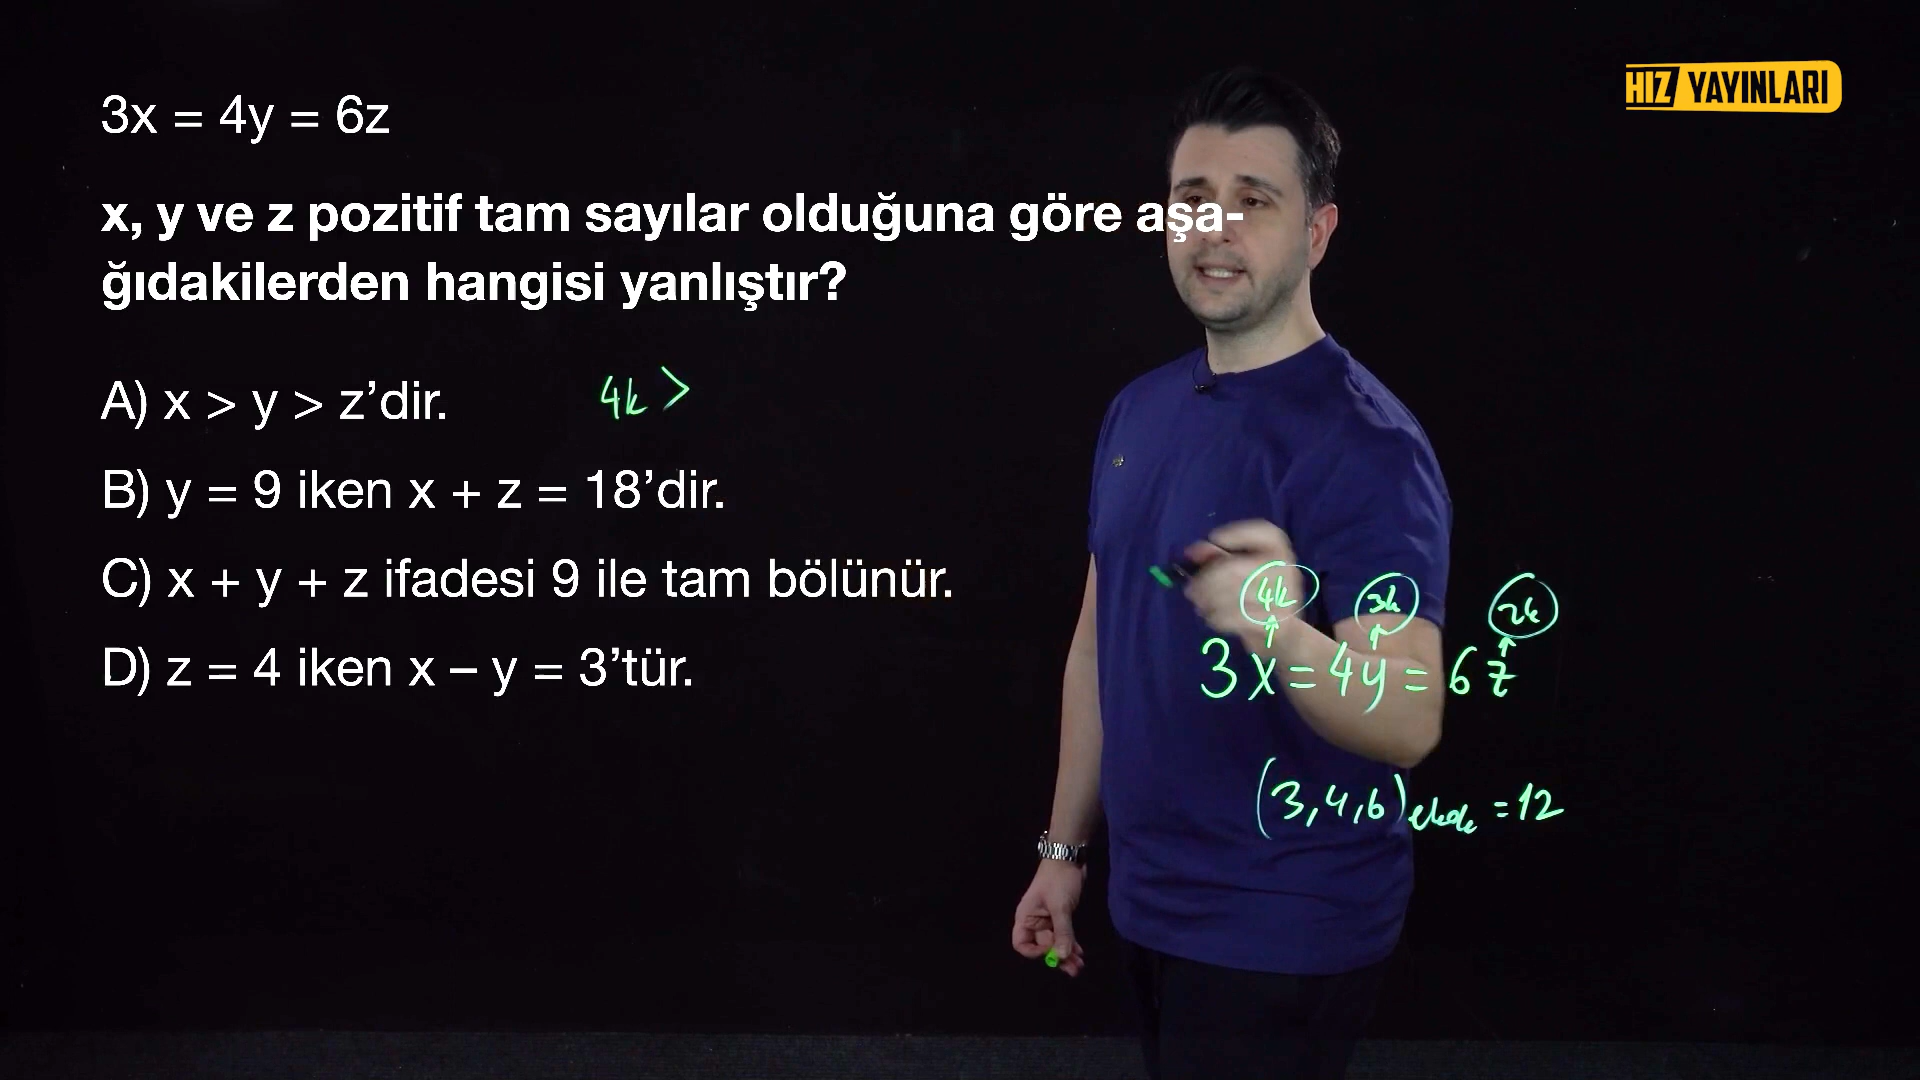 HIZ YAYINLARI
3x = 4y = 6z
x, y ve z pozitif tam sayılar olduğuna göre aşa-
ğıdakilerden hangisi yanlıştır?
A) x > y > z’dir.
4k >
B) y = 9 iken x + z = 18’dir.
C) x + y + z ifadesi 9 ile tam bölünür.
D) z = 4 iken x – y = 3’tür.
4k 3k 2k
3x = 4y = 6z
(3,4,6)ekok = 12